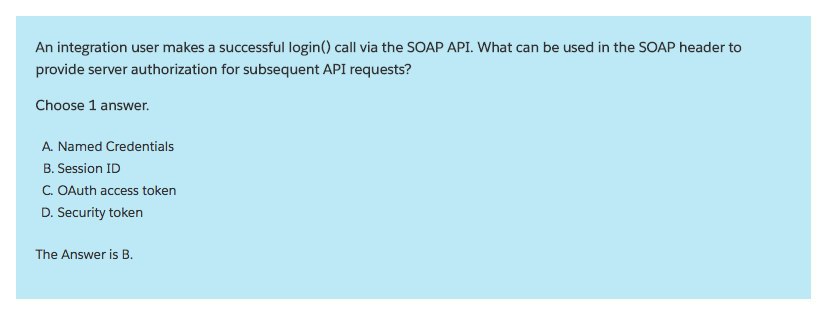 An integration user makes a successful login() call via the SOAP API. What can be used in the SOAP header to
provide server authorization for subsequent API requests?
Choose 1 answer.
A. Named Credentials
B. Session ID
C. OAuth access token
D. Security token
The Answer is B.